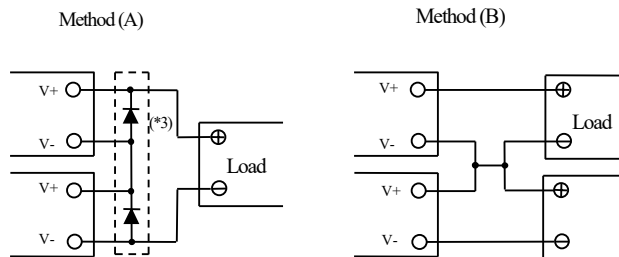 Method (A)
Method (B)
V+
V-
V+
V-
(*3)
+
Load
-
V+
V-
V+
V-
+
Load
-
+
-